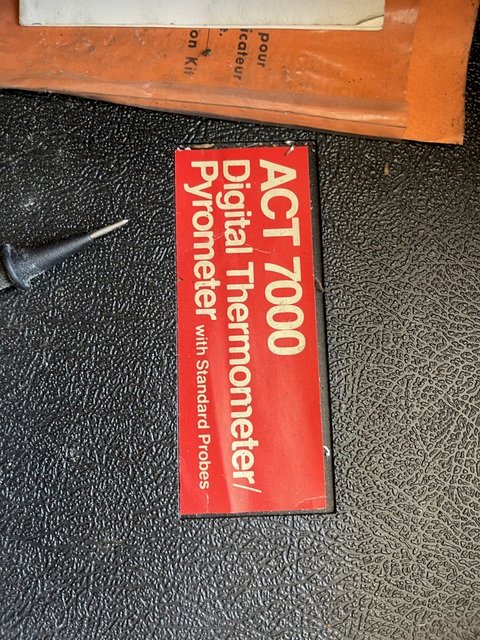 pour
icateur
e.
on Kit
ACT 7000
Digital Thermometer/
Pyrometer with Standard Probes